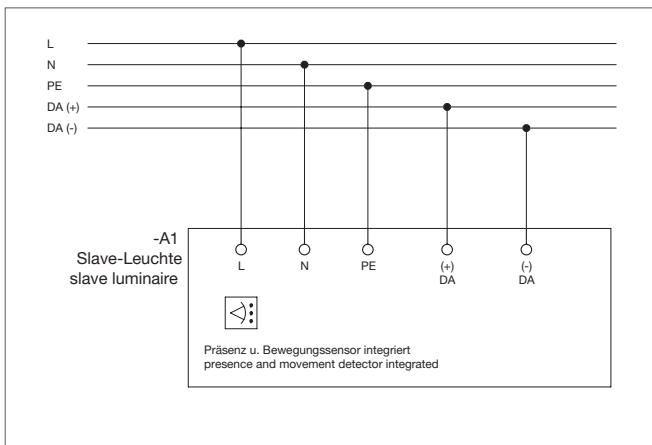 L
N
PE
DA (+)
DA (-)
-A1
Slave-Leuchte
slave luminaire
L
N
PE
(+)
DA
(-)
DA
Präsenz u. Bewegungssensor integriert
presence and movement detector integrated